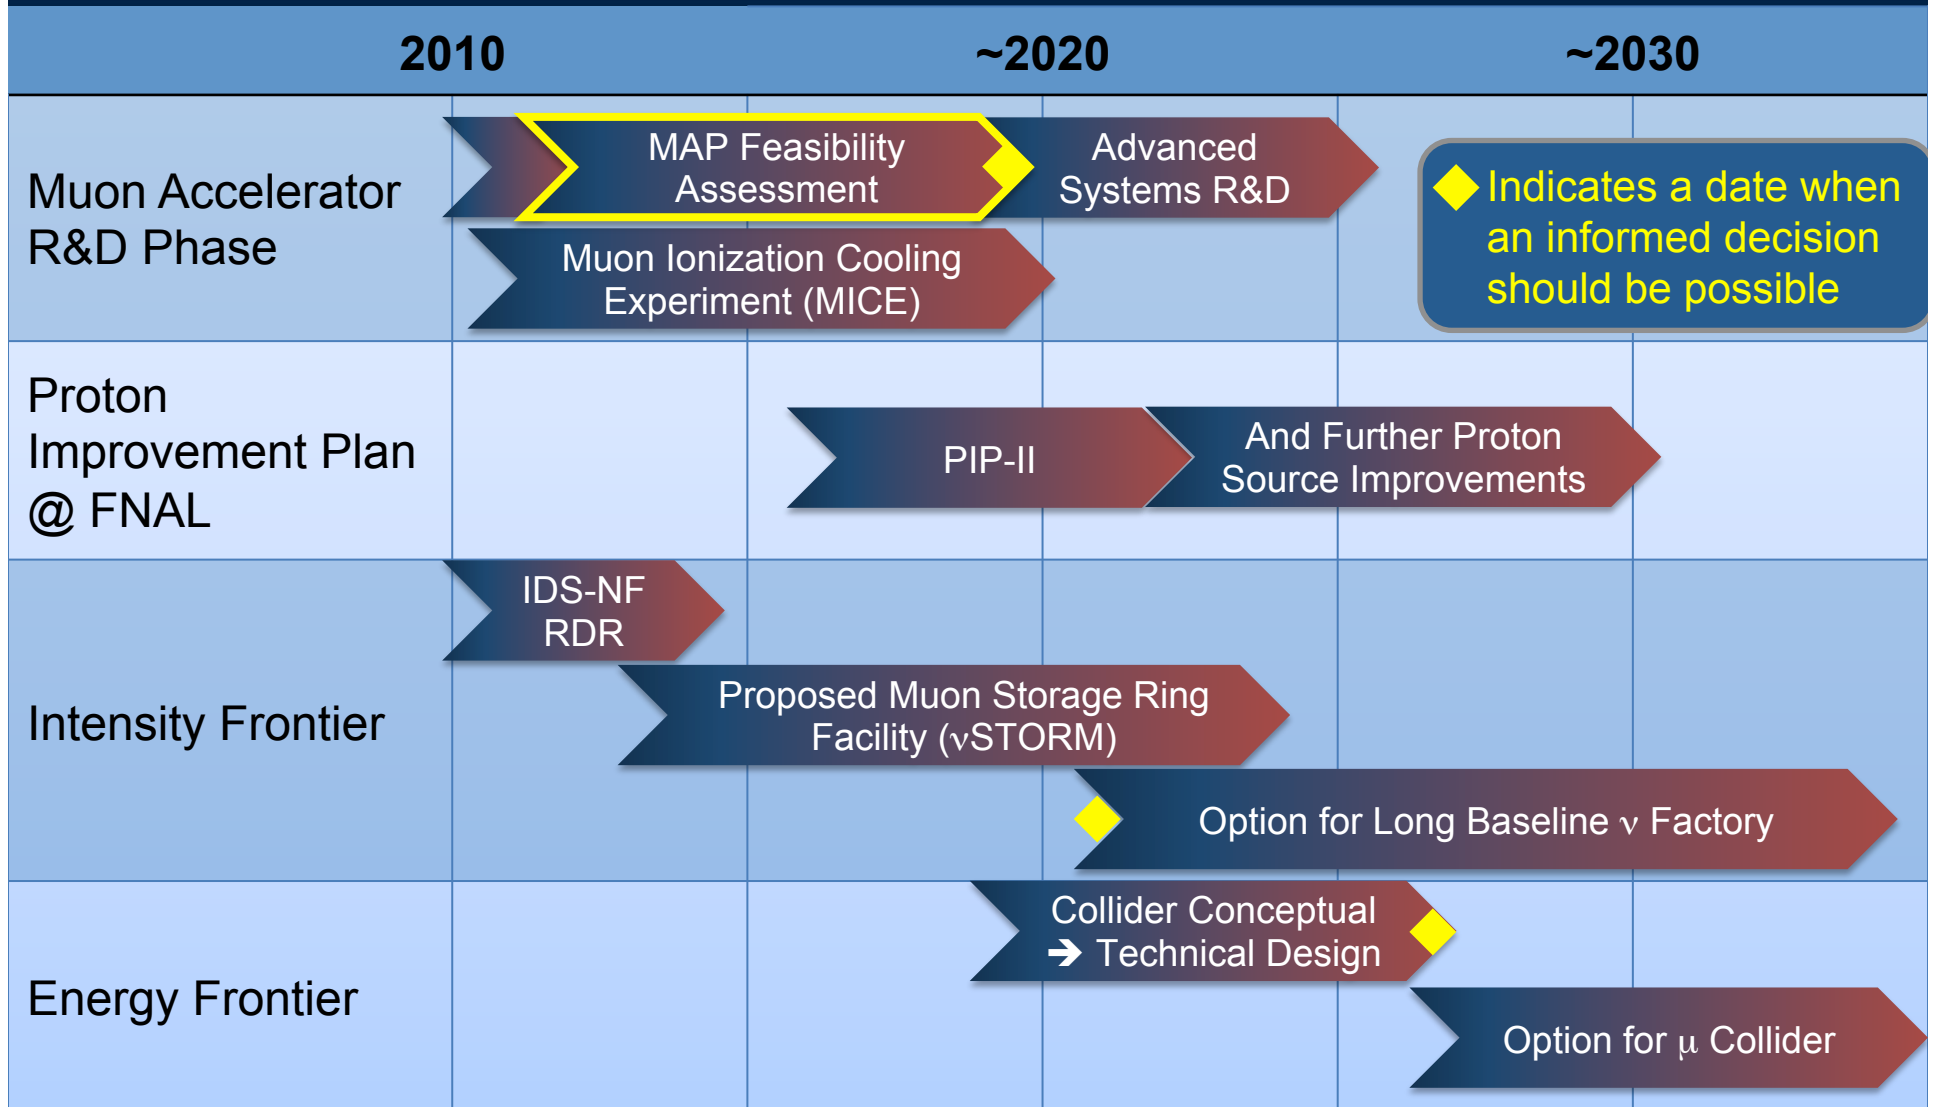 2010 ~2020 ~2030
Muon Accelerator
R&D Phase
MAP Feasibility
Assessment
Advanced
Systems R&D
Muon Ionization Cooling
Experiment (MICE)
Indicates a date when
an informed decision
should be possible
Proton
Improvement Plan
@ FNAL
PIP-II
And Further Proton
Source Improvements
Intensity Frontier
IDS-NF
RDR
Proposed Muon Storage Ring
Facility (νSTORM)
Option for Long Baseline ν Factory
Energy Frontier
Collider Conceptual
➔ Technical Design
Option for μ Collider